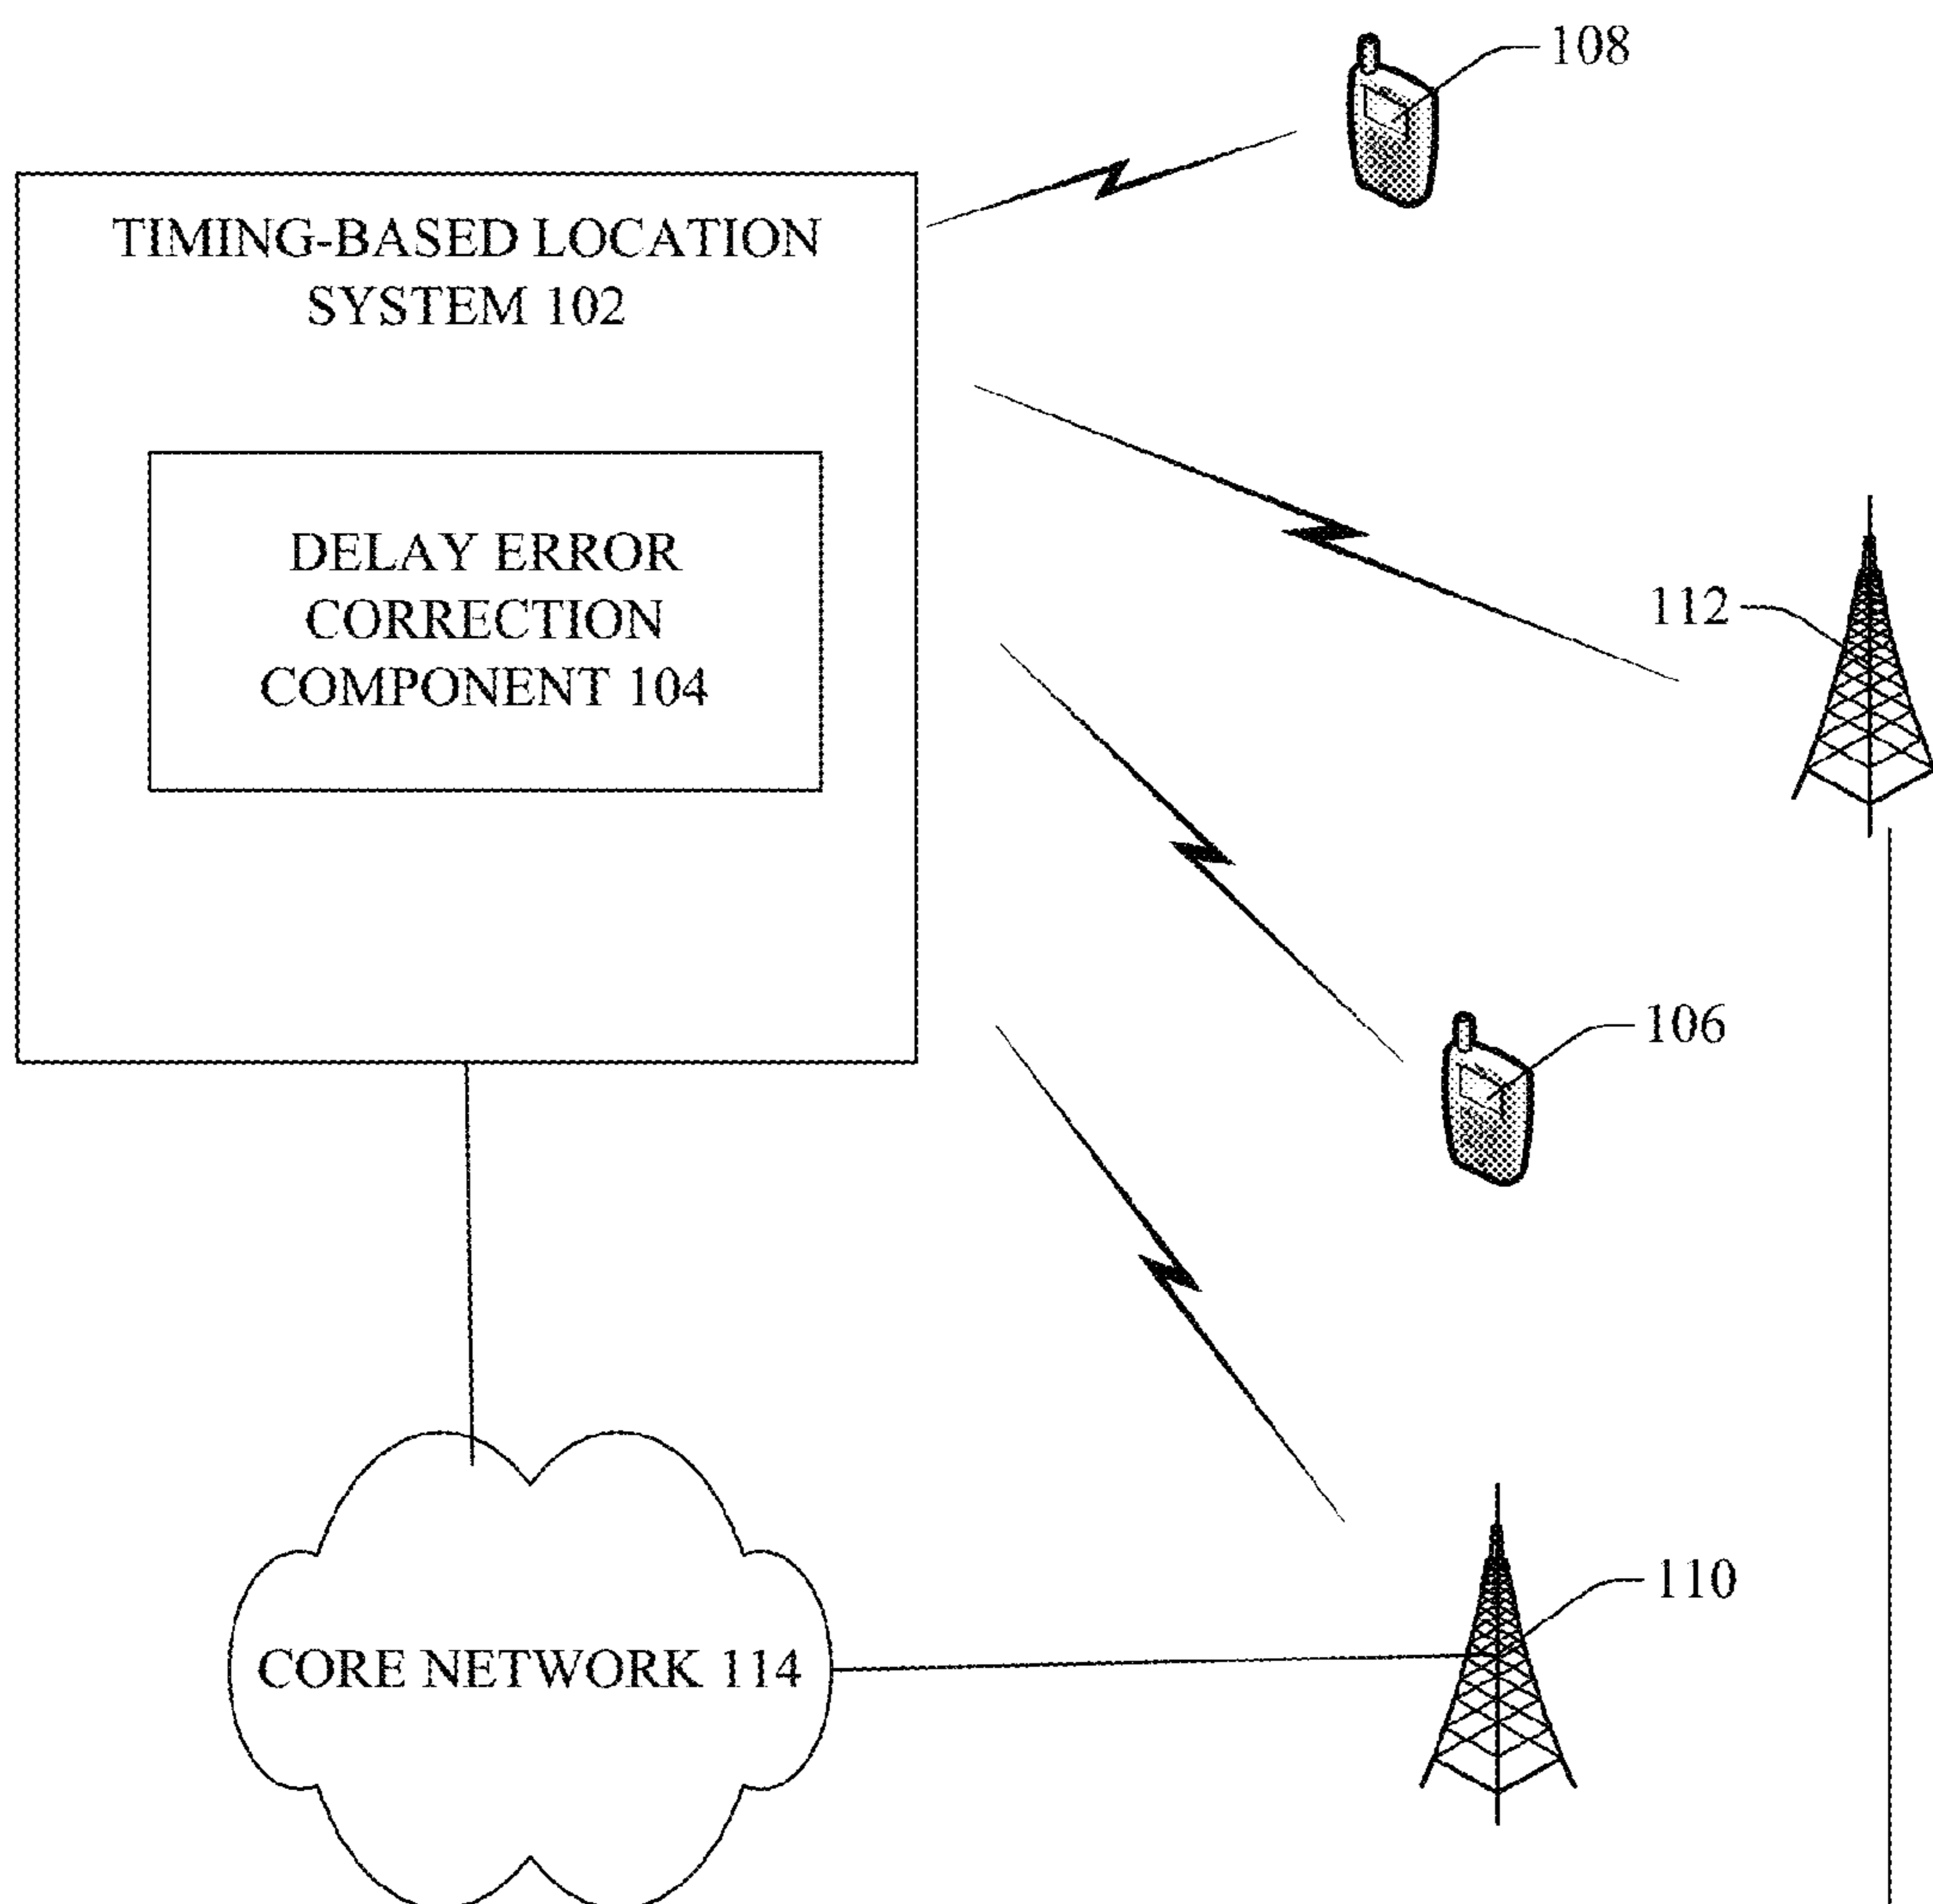 108
TIMING-BASED LOCATION
SYSTEM 102
DELAY ERROR
CORRECTION
COMPONENT 104
112
106
110
CORE NETWORK 114